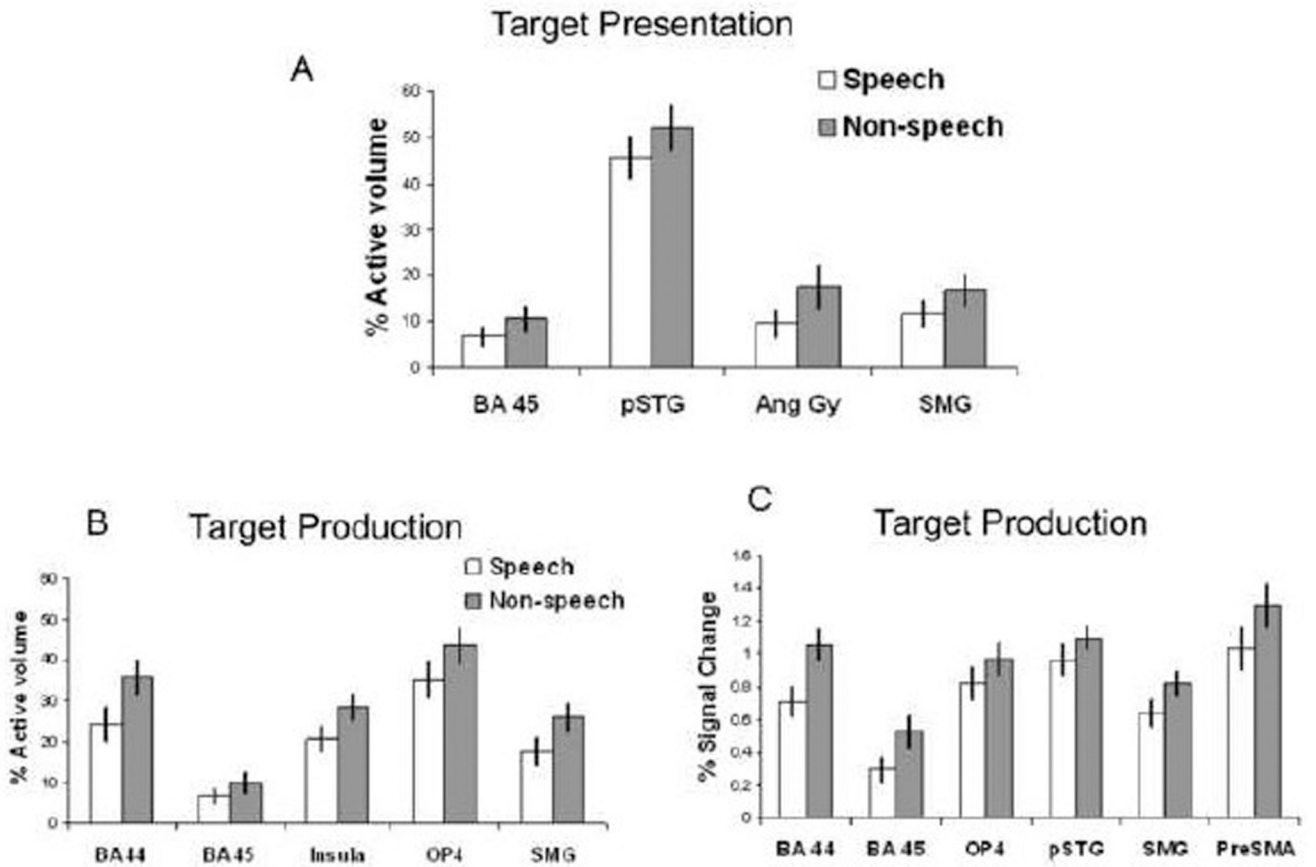 Target Presentation
A
Speech
Non-speech
% Active volume
60
50
40
30
20
10
0
BA 45 pSTG Ang Gy SMG
B Target Production
Speech
Non-speech
% Active volume
60
50
40
30
20
10
0
BA44 BA45 Insula OP4 SMG
C Target Production
% Signal Change
1.6
1.4
1.2
1
0.8
0.6
0.4
0.2
0
BA 44 BA 45 OP4 pSTG SMG PreSMA